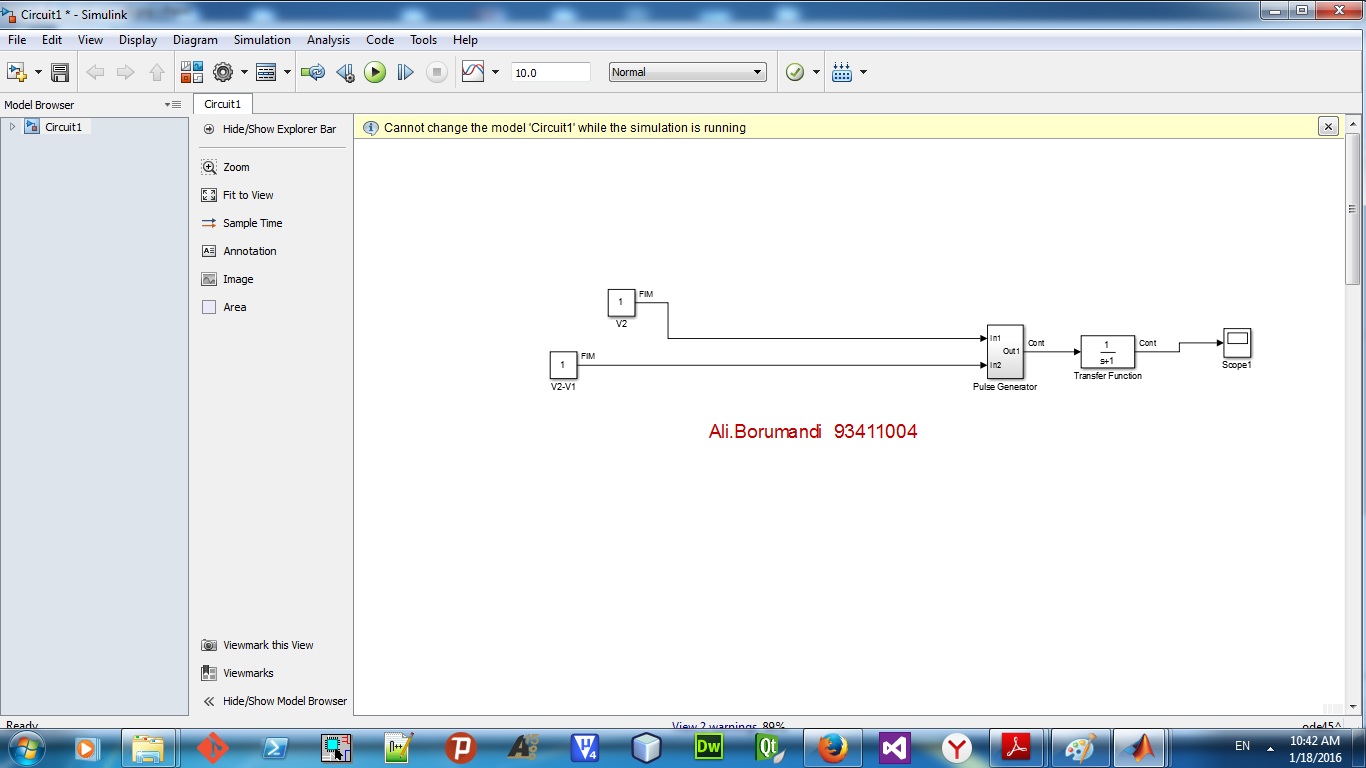 Circuit1 * - Simulink
File Edit View Display Diagram Simulation Analysis Code Tools Help
10.0 Normal
Model Browser
Circuit1
Circuit1
Hide/Show Explorer Bar
Zoom
Fit to View
Sample Time
Annotation
Image
Area
Viewmark this View
Viewmarks
Hide/Show Model Browser
Cannot change the model 'Circuit1' while the simulation is running
1
FIM
V2
1
FIM
V2-V1
In1
In2
Out1
Pulse Generator
Cont
1
s+1
Transfer Function
Cont
Scope1
Ali.Borumandi 93411004
Ready
View 2 warnings 89%
ode45^
n++
4
Dw
Qt
Y
EN
10:42 AM
1/18/2016